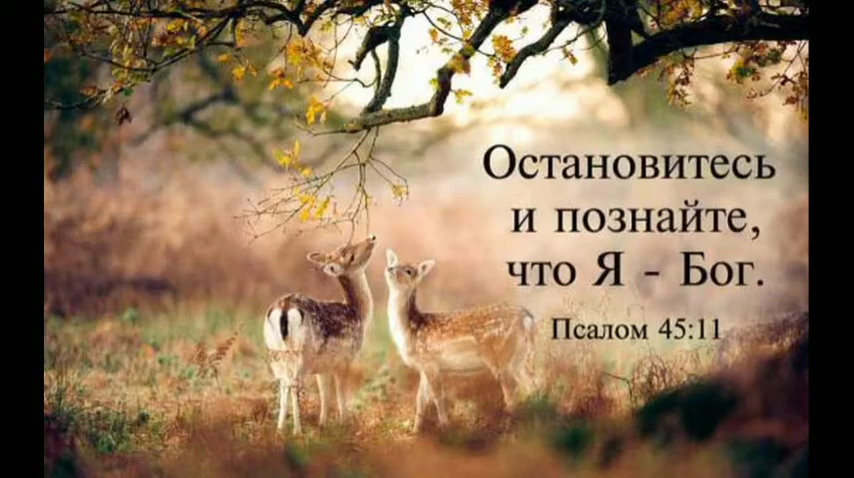 Остановитесь
и познайте,
что Я - Бог.
Псалом 45:11